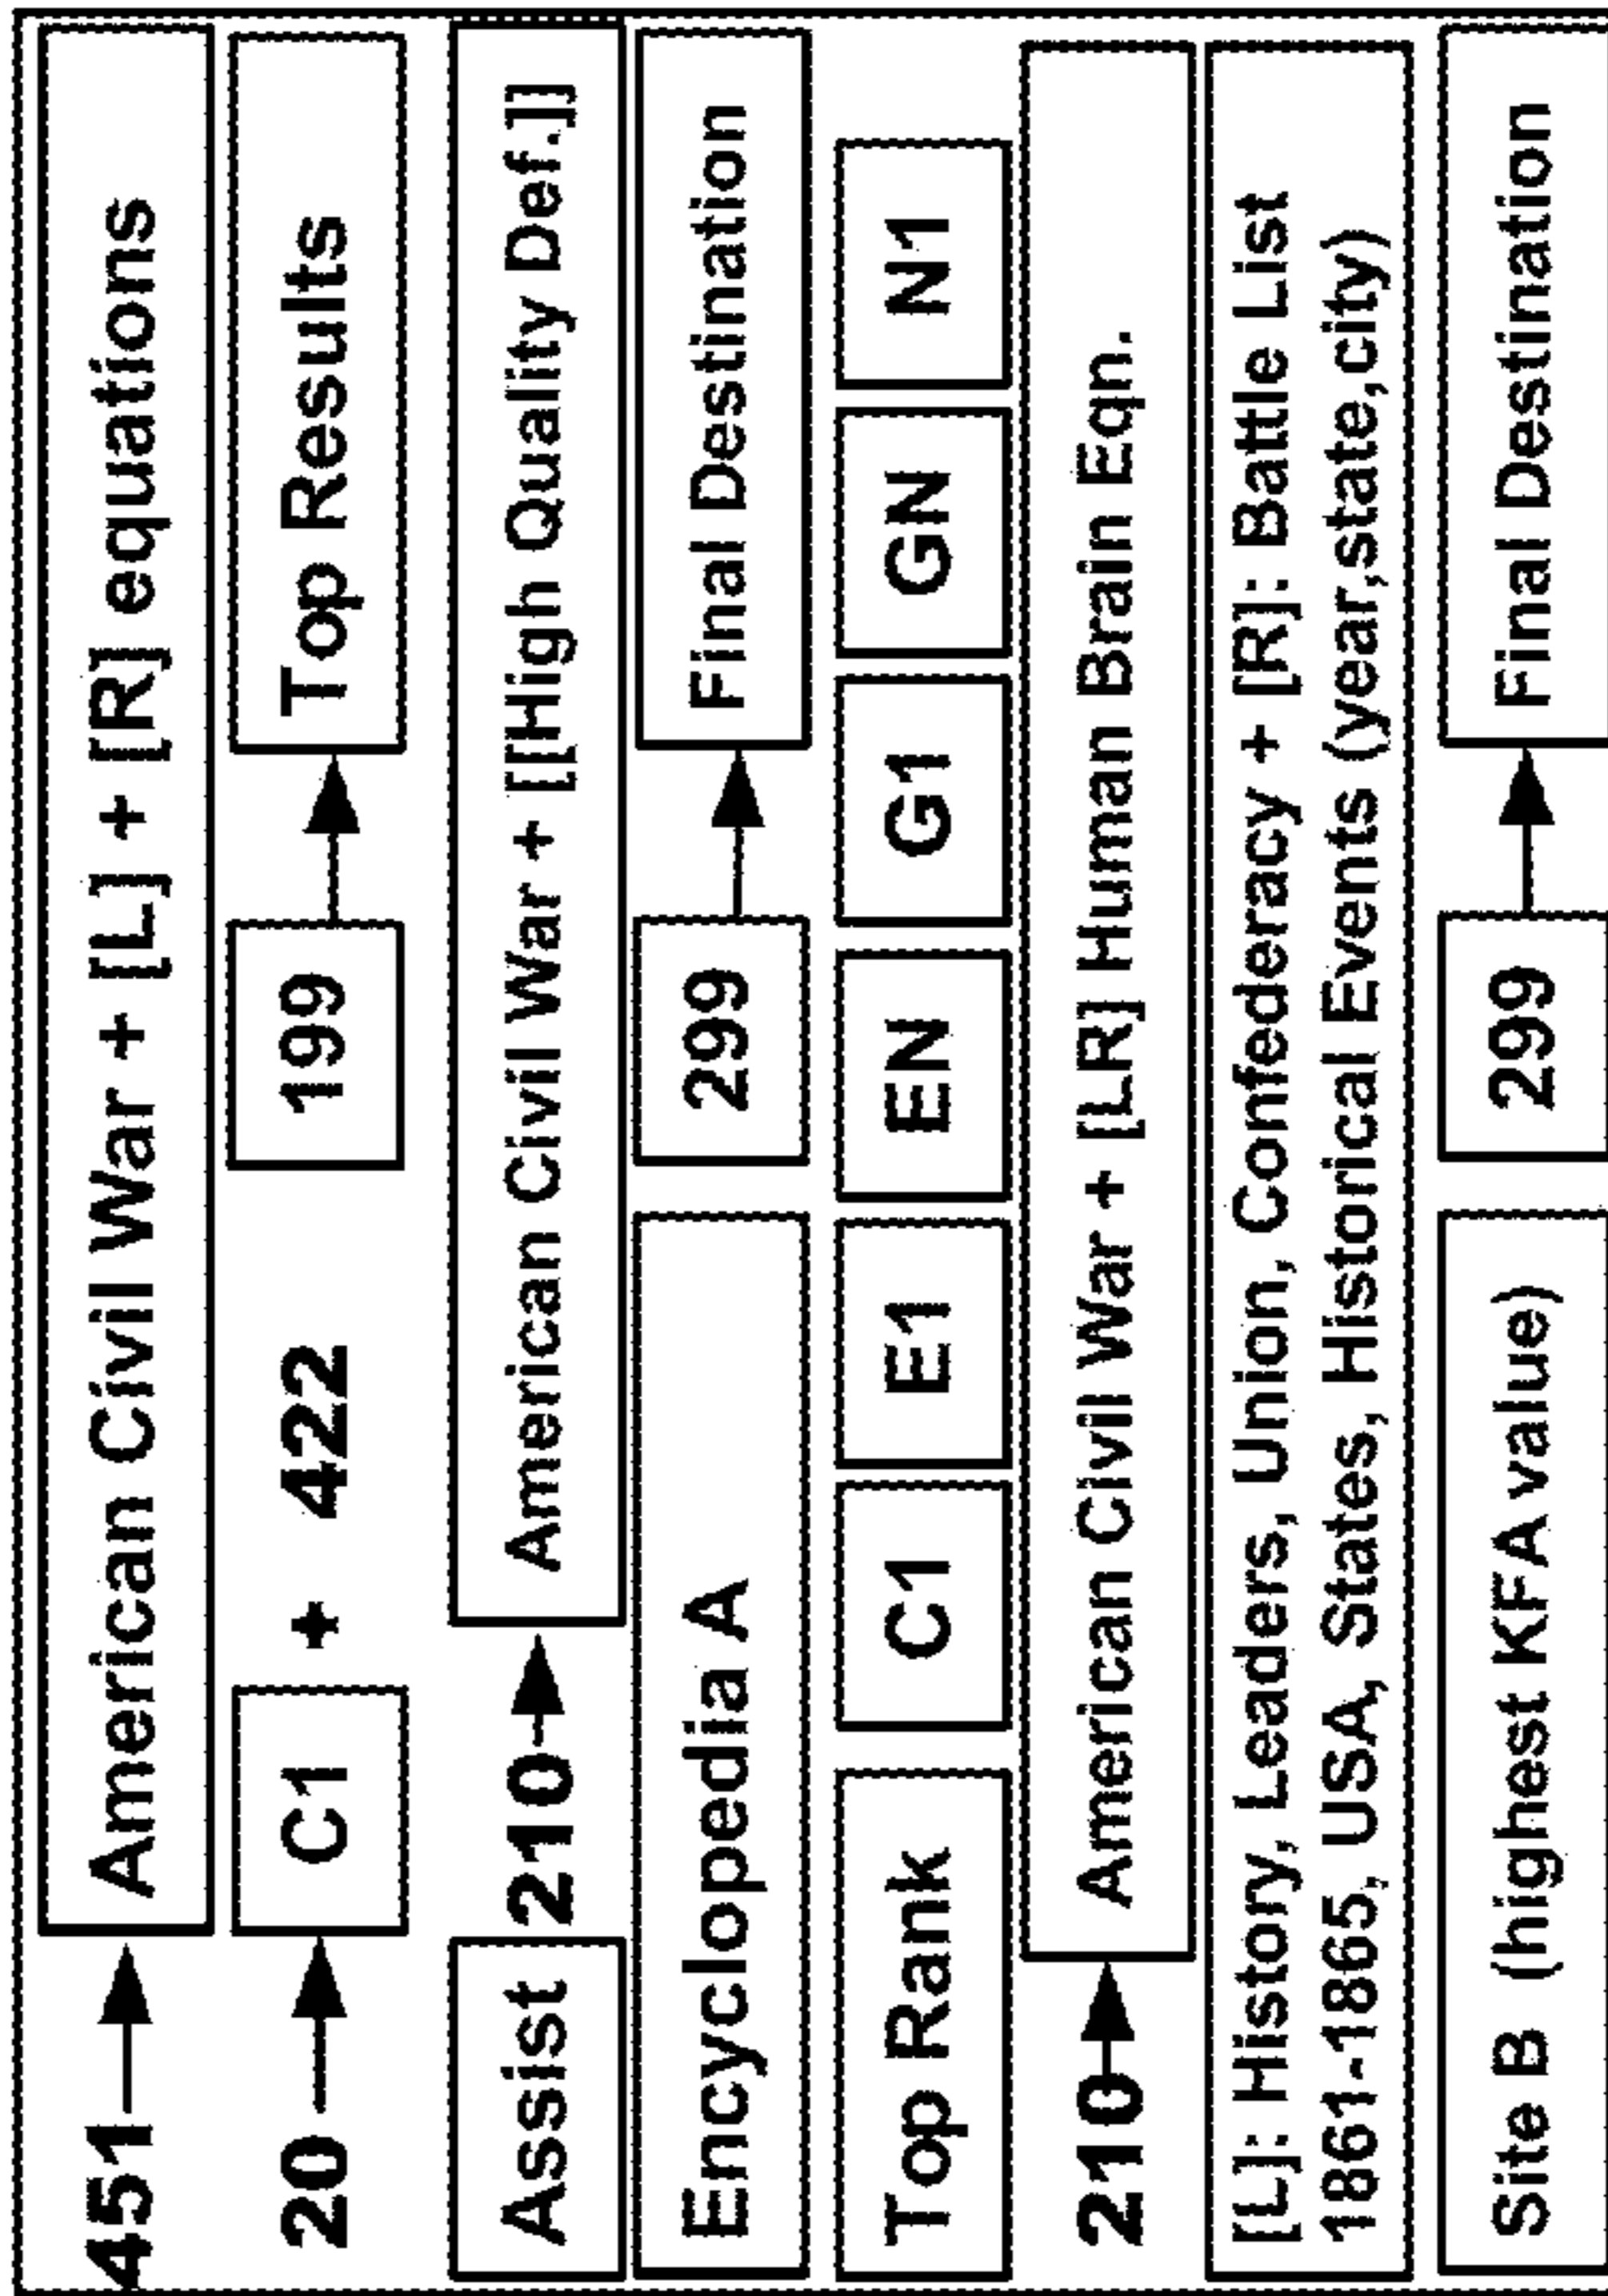 451 American Civil War + [L] + [R] equations
20 C1 + 422 199 Top Results
Assist 210 American Civil War + [[High Quality Def.]]
Encyclopedia A 299 Final Destination
Top Rank C1 E1 EN G1 GN N1
210 American Civil War + [LR] Human Brain Eqn.
[L]: History, Leaders, Union, Confederacy + [R]: Battle List
1861-1865, USA, States, Historical Events (year,state,city)
Site B (highest KFA value) 299 Final Destination